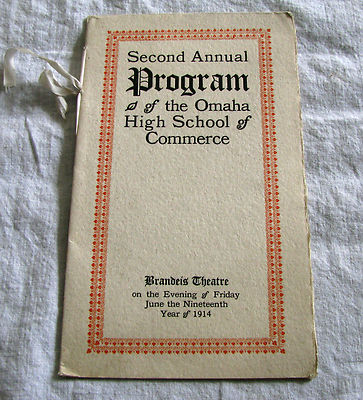 Second Annual
Program
of the Omaha
High School of
Commerce
Brandeis Theatre
on the Evening of Friday
June the Nineteenth
Year of 1914